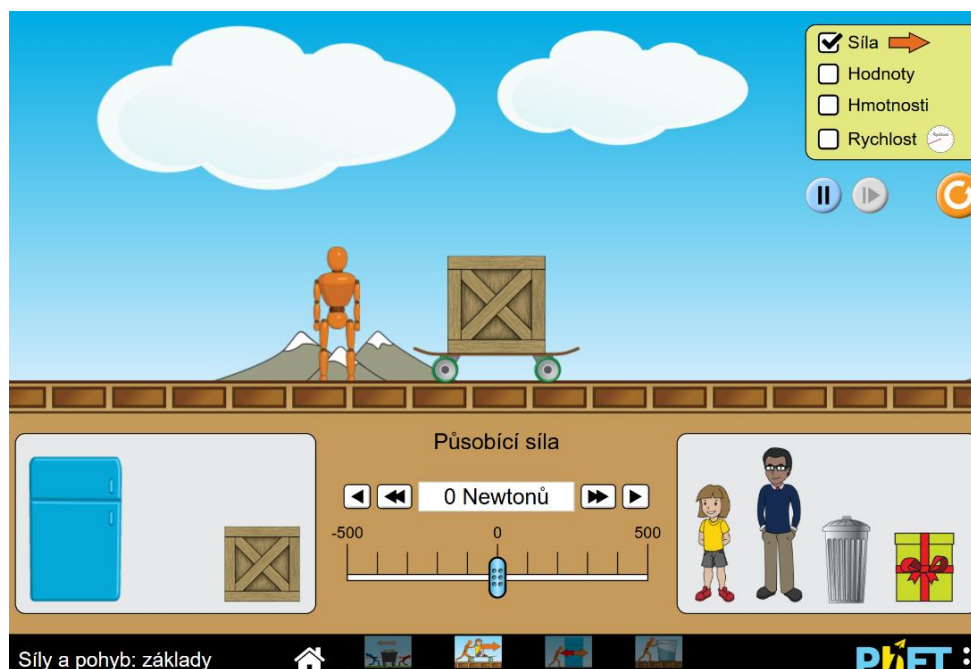 Síla
Hodnoty
Hmotnosti
Rychlost
Působící síla
0 Newtonů
-500 0 500
Síly a pohyb: základy
PhET